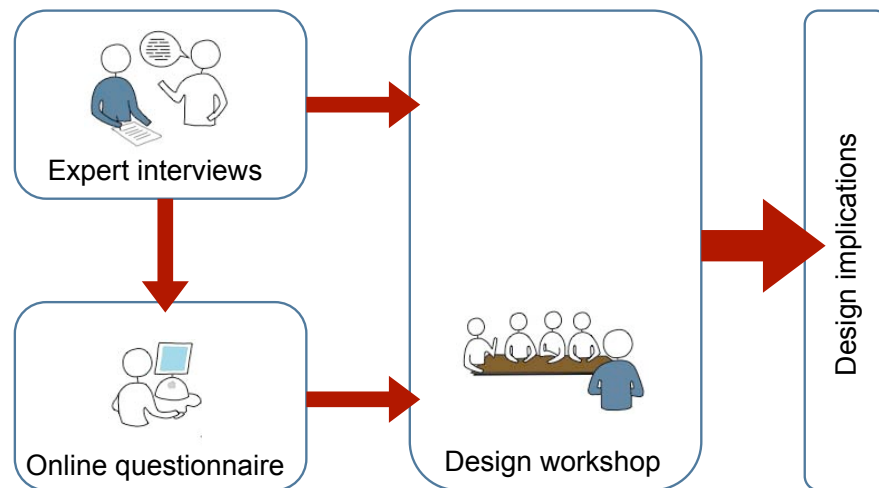 Expert interviews
Online questionnaire
Design workshop
Design implications